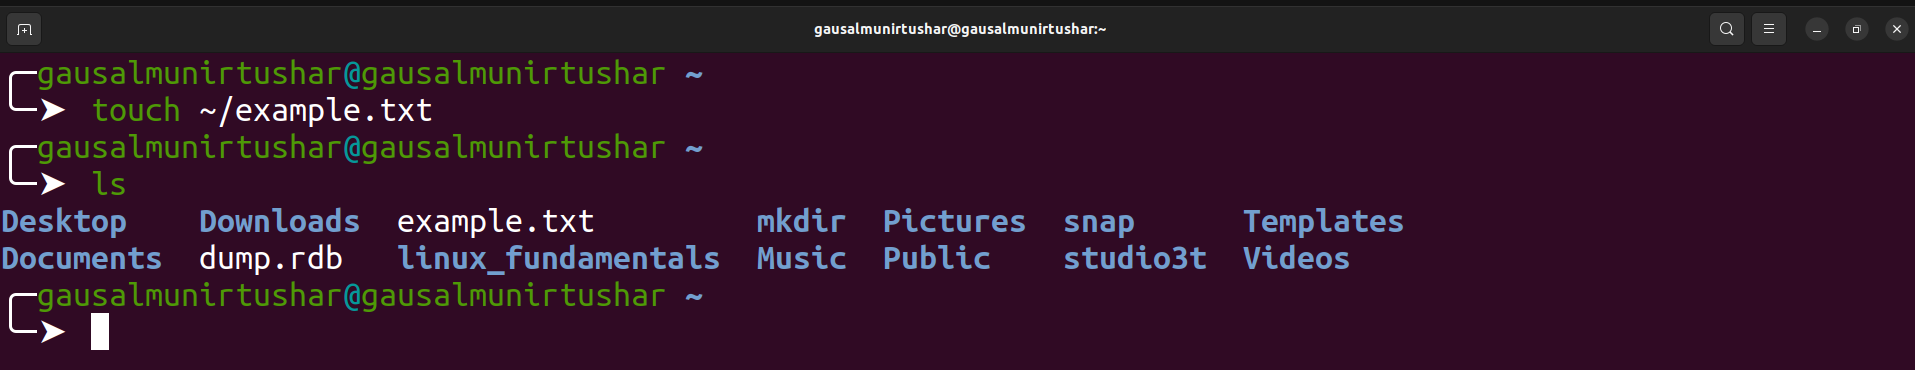 gausalmunirtushar@gausalmunirtushar:~
gausalmunirtushar@gausalmunirtushar ~
➤ touch ~/example.txt
gausalmunirtushar@gausalmunirtushar ~
➤ ls
Desktop Downloads example.txt mkdir Pictures snap Templates
Documents dump.rdb linux_fundamentals Music Public studio3t Videos
gausalmunirtushar@gausalmunirtushar ~
➤